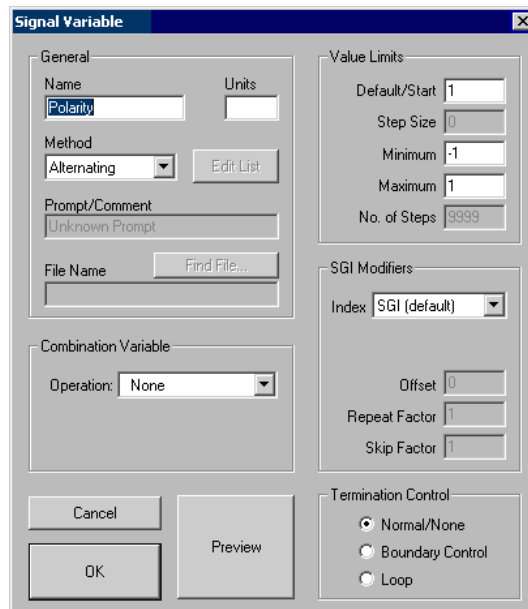 Signal Variable
General
Name
Units
Polarity
Method
Alternating
Edit List
Prompt/Comment
Unknown Prompt
File Name
Find File...
Combination Variable
Operation:
None
Cancel
OK
Preview
Value Limits
Default/Start
1
Step Size
0
Minimum
-1
Maximum
1
No. of Steps
9999
SGI Modifiers
Index
SGI (default)
Offset
0
Repeat Factor
1
Skip Factor
1
Termination Control
Normal/None
Boundary Control
Loop